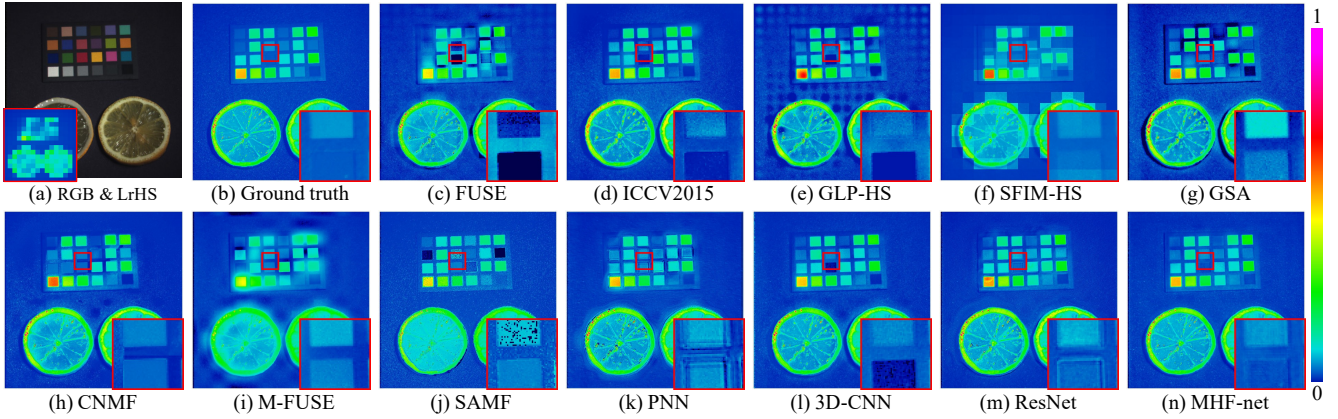 1
(a) RGB & LrHS
(b) Ground truth
(c) FUSE
(d) ICCV2015
(e) GLP-HS
(f) SFIM-HS
(g) GSA
(h) CNMF
(i) M-FUSE
(j) SAMF
(k) PNN
(l) 3D-CNN
(m) ResNet
(n) MHF-net
0